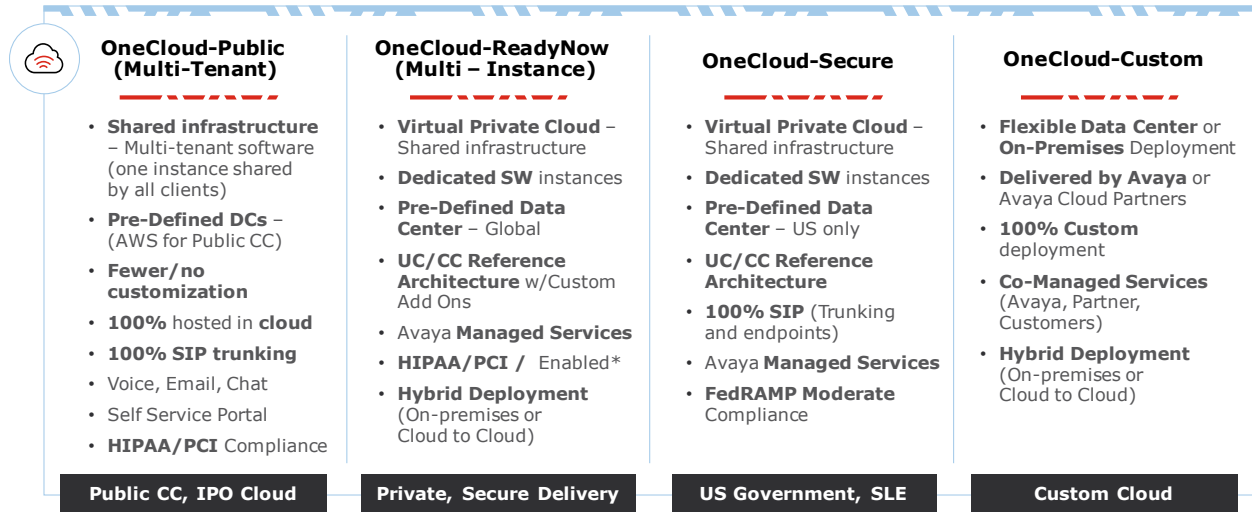 OneCloud-Public
(Multi-Tenant)
• Shared infrastructure
– Multi-tenant software
(one instance shared
by all clients)
• Pre-Defined DCs –
(AWS for Public CC)
• Fewer/no
customization
• 100% hosted in cloud
• 100% SIP trunking
• Voice, Email, Chat
• Self Service Portal
• HIPAA/PCI Compliance
Public CC, IPO Cloud
OneCloud-ReadyNow
(Multi – Instance)
• Virtual Private Cloud –
Shared infrastructure
• Dedicated SW instances
• Pre-Defined Data
Center – Global
• UC/CC Reference
Architecture w/Custom
Add Ons
• Avaya Managed Services
• HIPAA/PCI / Enabled*
• Hybrid Deployment
(On-premises or
Cloud to Cloud)
Private, Secure Delivery
OneCloud-Secure
• Virtual Private Cloud –
Shared infrastructure
• Dedicated SW instances
• Pre-Defined Data
Center – US only
• UC/CC Reference
Architecture
• 100% SIP (Trunking
and endpoints)
• Avaya Managed Services
• FedRAMP Moderate
Compliance
US Government, SLE
OneCloud-Custom
• Flexible Data Center or
On-Premises Deployment
• Delivered by Avaya or
Avaya Cloud Partners
• 100% Custom
deployment
• Co-Managed Services
(Avaya, Partner,
Customers)
• Hybrid Deployment
(On-premises or
Cloud to Cloud)
Custom Cloud